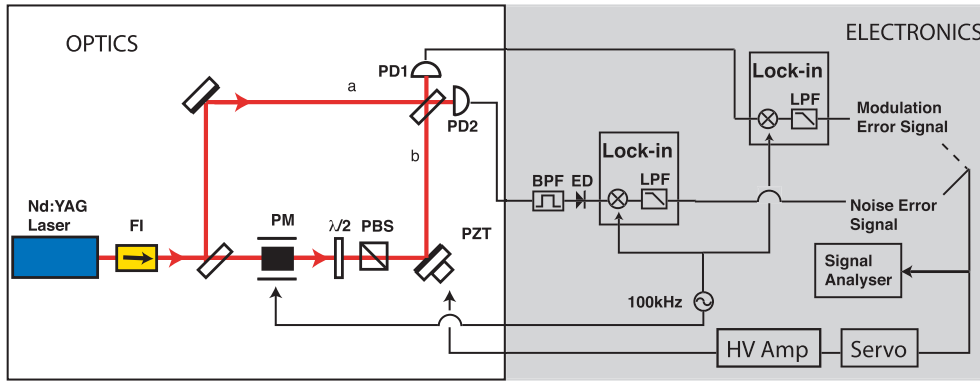 OPTICS
ELECTRONICS
PD1
a
PD2
b
Nd:YAG
Laser
FI
PM
λ/2
PBS
PZT
Lock-in
LPF
Modulation
Error Signal
Lock-in
BPF
ED
LPF
Noise Error
Signal
Signal
Analyser
100kHz
HV Amp
Servo